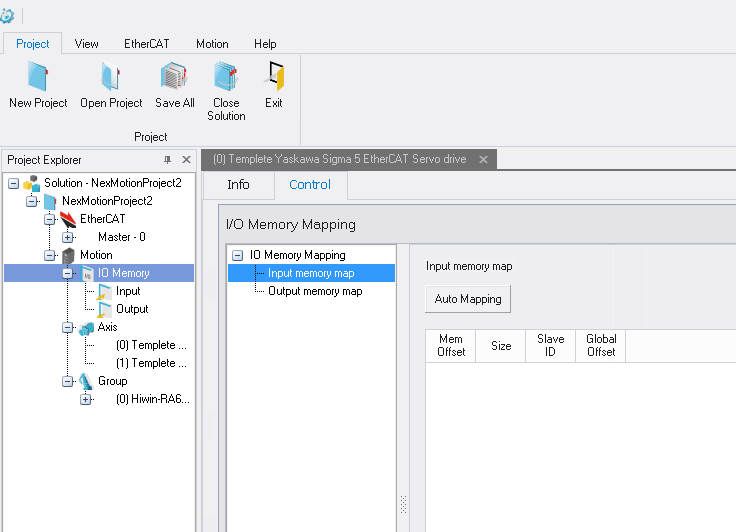 Project View EtherCAT Motion Help
New Project Open Project Save All Close Solution Exit
Project
Project Explorer
Solution - NexMotionProject2
NexMotionProject2
EtherCAT
Master - 0
Motion
IO Memory
Input
Output
Axis
(0) Templete ...
(1) Templete ...
Group
(0) Hiwin-RA6...
(0) Templete Yaskawa Sigma 5 EtherCAT Servo drive
Info Control
I/O Memory Mapping
IO Memory Mapping
Input memory map
Output memory map
Input memory map
Auto Mapping
Mem Offset Size Slave ID Global Offset